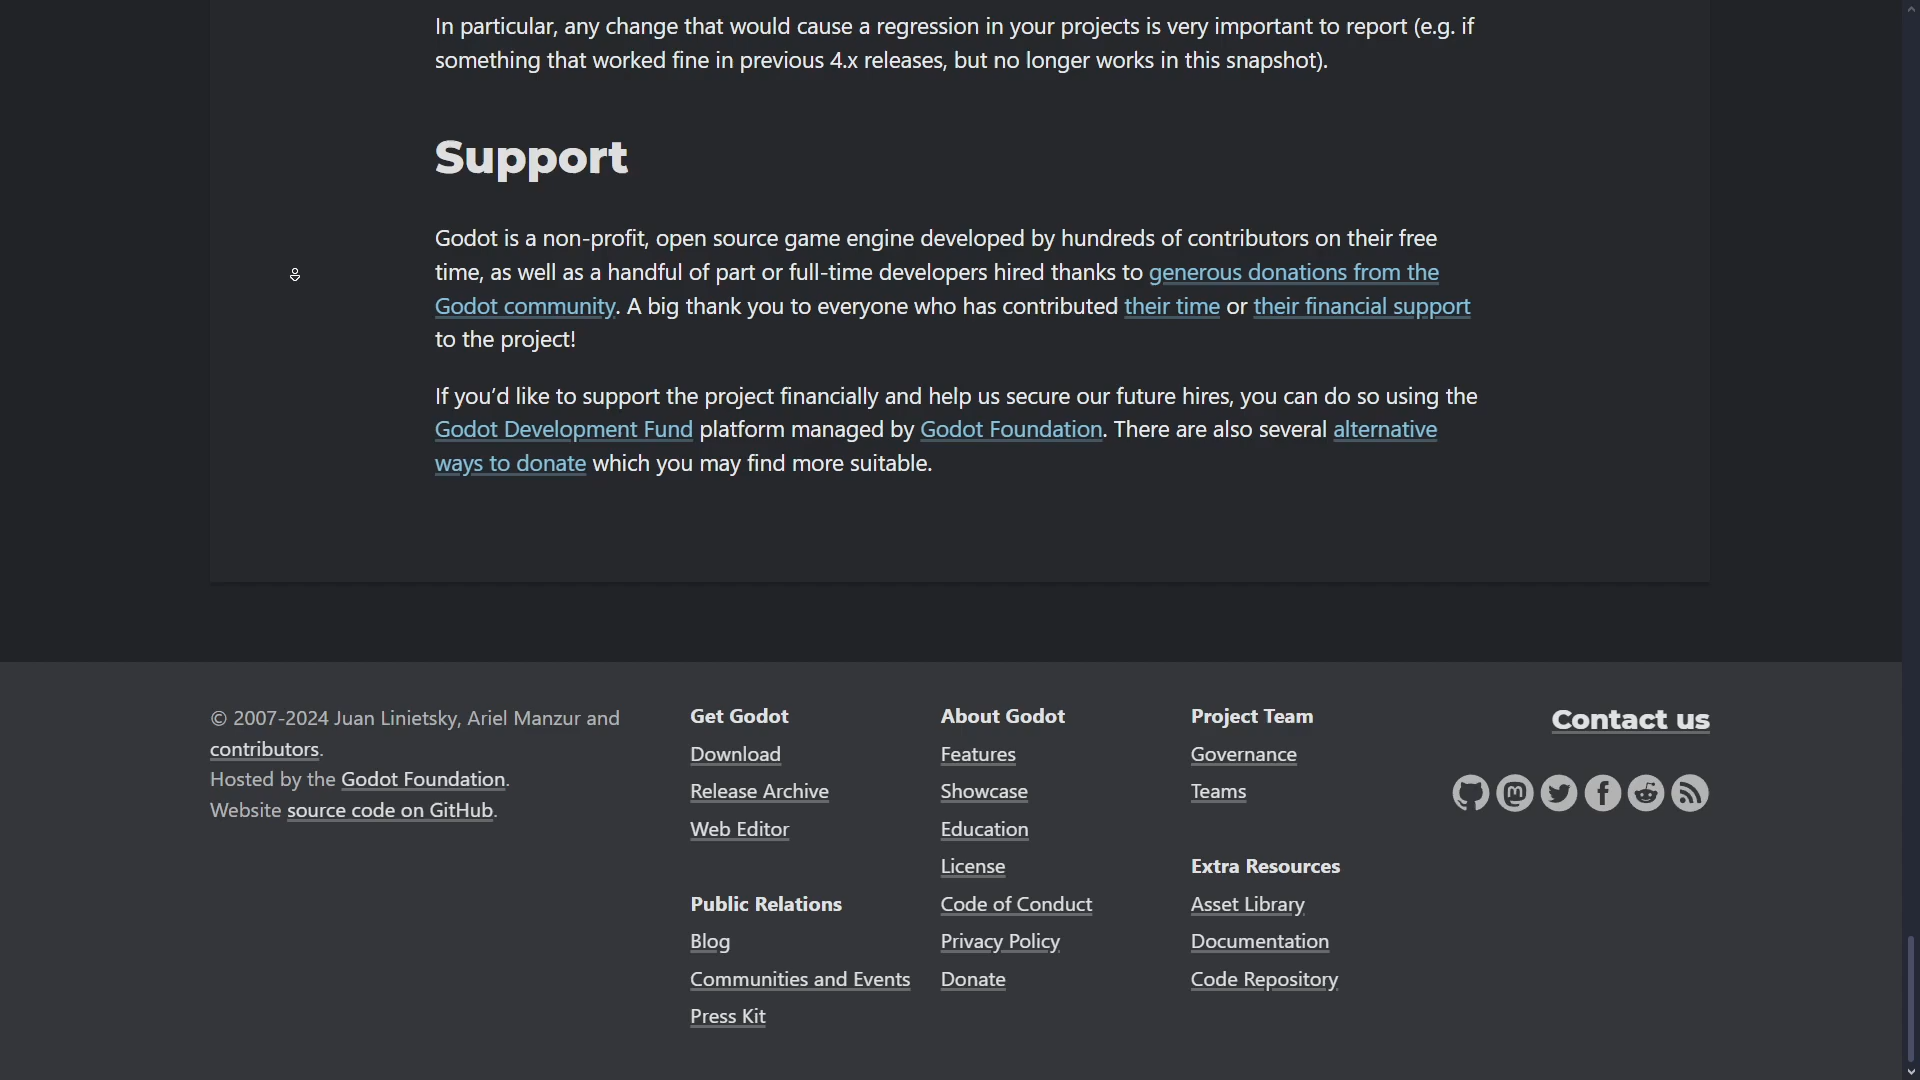 In particular, any change that would cause a regression in your projects is very important to report (e.g. if
something that worked fine in previous 4.x releases, but no longer works in this snapshot).
Support
Godot is a non-profit, open source game engine developed by hundreds of contributors on their free
time, as well as a handful of part or full-time developers hired thanks to generous donations from the
Godot community. A big thank you to everyone who has contributed their time or their financial support
to the project!
If you’d like to support the project financially and help us secure our future hires, you can do so using the
Godot Development Fund platform managed by Godot Foundation. There are also several alternative
ways to donate which you may find more suitable.
© 2007-2024 Juan Linietsky, Ariel Manzur and
contributors.
Hosted by the Godot Foundation.
Website source code on GitHub.
Get Godot
Download
Release Archive
Web Editor
Public Relations
Blog
Communities and Events
Press Kit
About Godot
Features
Showcase
Education
License
Code of Conduct
Privacy Policy
Donate
Project Team
Governance
Teams
Extra Resources
Asset Library
Documentation
Code Repository
Contact us